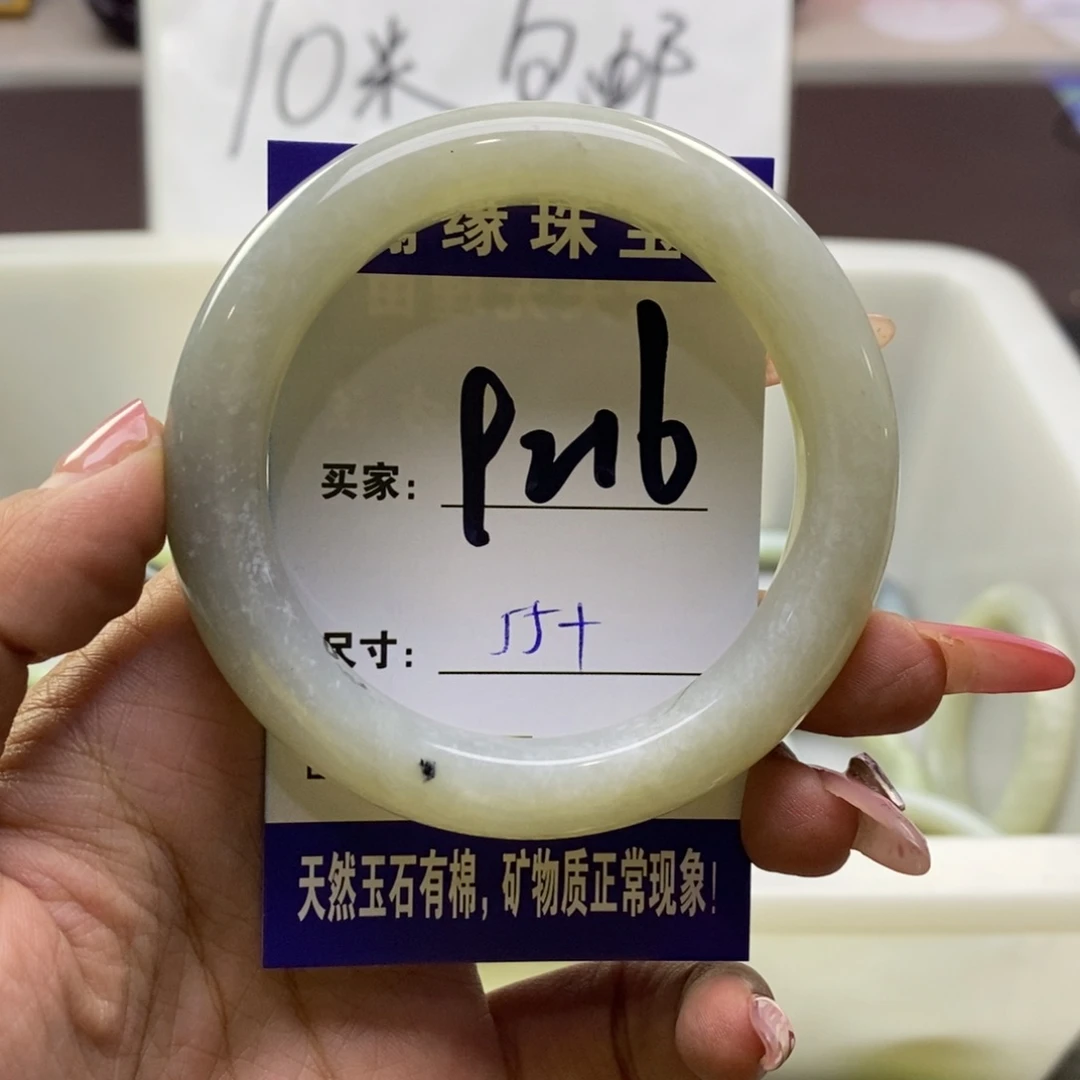 10米 包邮
缘珠宝
买家: P216
尺寸: 55+
天然玉石有棉,矿物质正常现象!